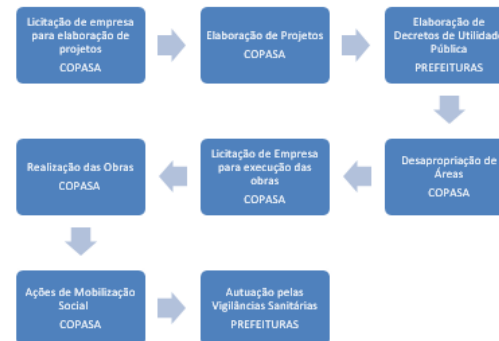 Licitação de empresa
para elaboração de
projetos
COPASA
Elaboração de Projetos
COPASA
Elaboração de
Decretos de Utilidade
Pública
PREFEITURAS
Desapropriação de
Áreas
COPASA
Licitação de Empresa
para execução das
obras
COPASA
Realização das Obras
COPASA
Ações de Mobilização
Social
COPASA
Autuação pelas
Vigilâncias Sanitárias
PREFEITURAS